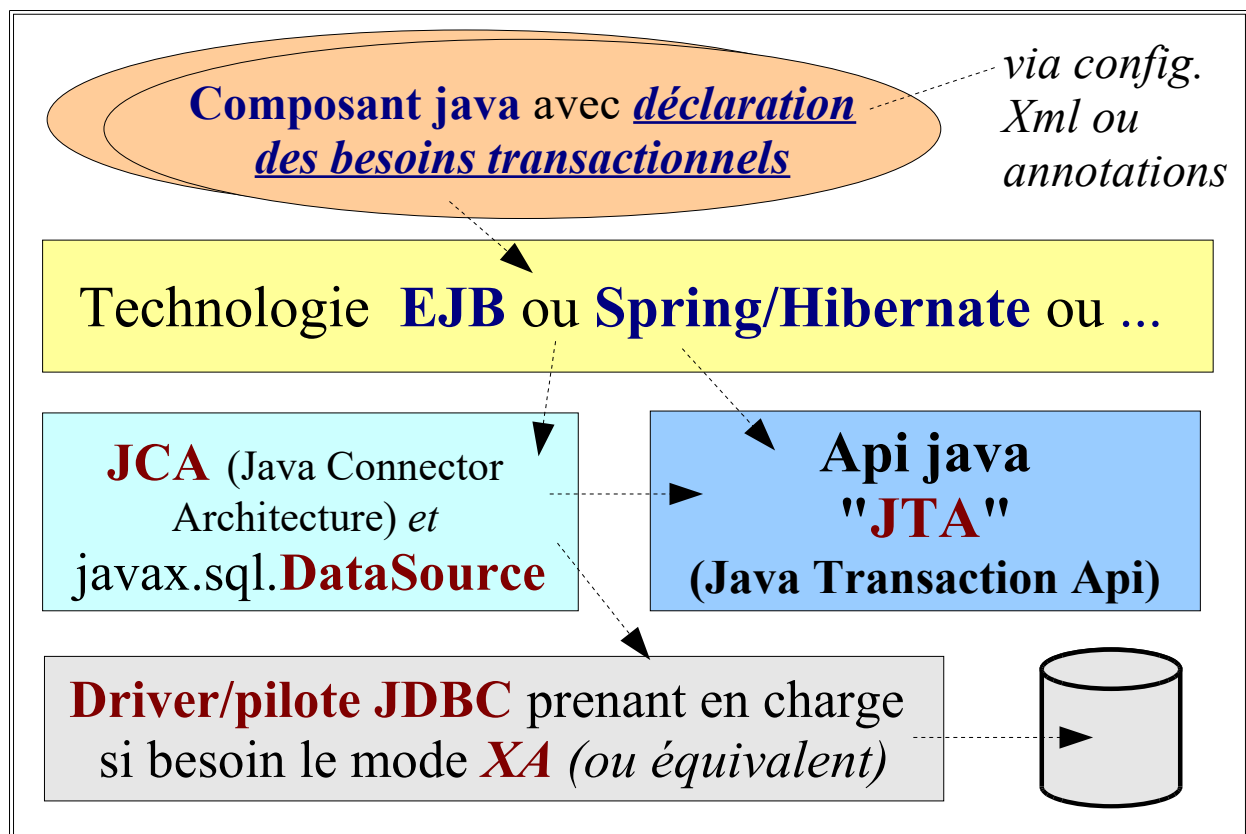 Composant java avec déclaration
des besoins transactionnels
via config.
Xml ou
annotations
Technologie EJB ou Spring/Hibernate ou ...
JCA (Java Connector
Architecture) et
javax.sql.DataSource
Api java
"JTA"
(Java Transaction Api)
Driver/pilote JDBC prenant en charge
si besoin le mode XA (ou équivalent)